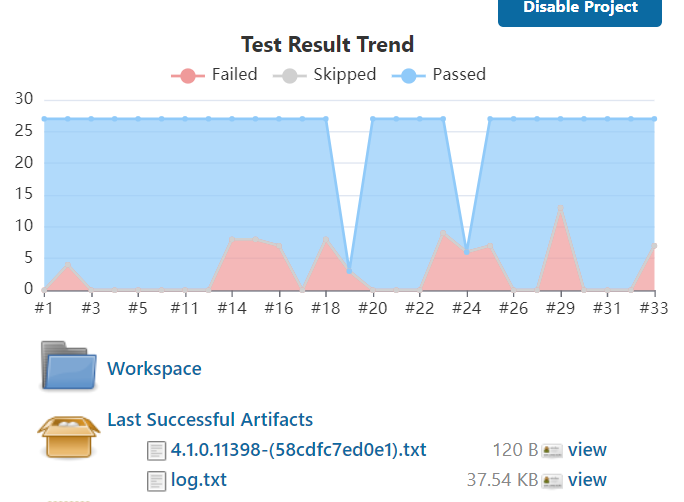 Disable Project
Test Result Trend
Failed Skipped Passed
30
25
20
15
10
5
0
#1 #3 #5 #11 #14 #16 #18 #20 #22 #24 #26 #29 #31 #33
Workspace
Last Successful Artifacts
4.1.0.11398-(58cdfc7ed0e1).txt 120 B view
log.txt 37.54 KB view